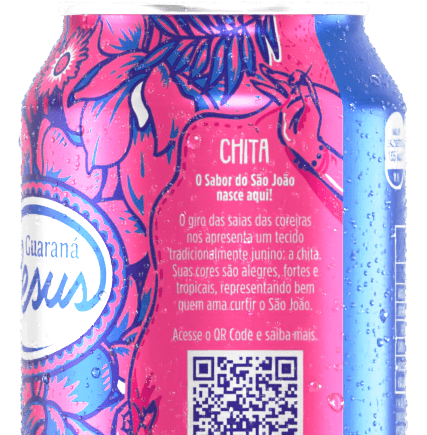 CHITA
O Sabor do São João
nasce aqui!
O giro das saias das coreiras
nos apresenta um tecido
tradicionalmente junino: a chita.
Suas cores são alegres, fortes e
tropicais, representando bem
quem ama curtir o São João.
Acesse o QR Code e saiba mais.
Guaraná